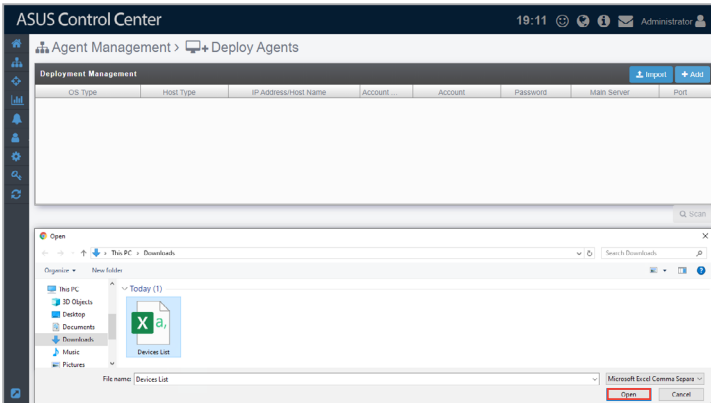 ASUS Control Center
19:11
Administrator
Agent Management > Deploy Agents
Deployment Management
Import
+ Add
OS Type Host Type IP Address/Host Name Account ... Account Password Main Server Port
Scan
Open
This PC > Downloads
Search Downloads
Organize
New folder
This PC
3D Objects
Desktop
Documents
Downloads
Music
Pictures
Today (1)
Devices List
File name: Devices List
Microsoft Excel Comma Separa
Open
Cancel